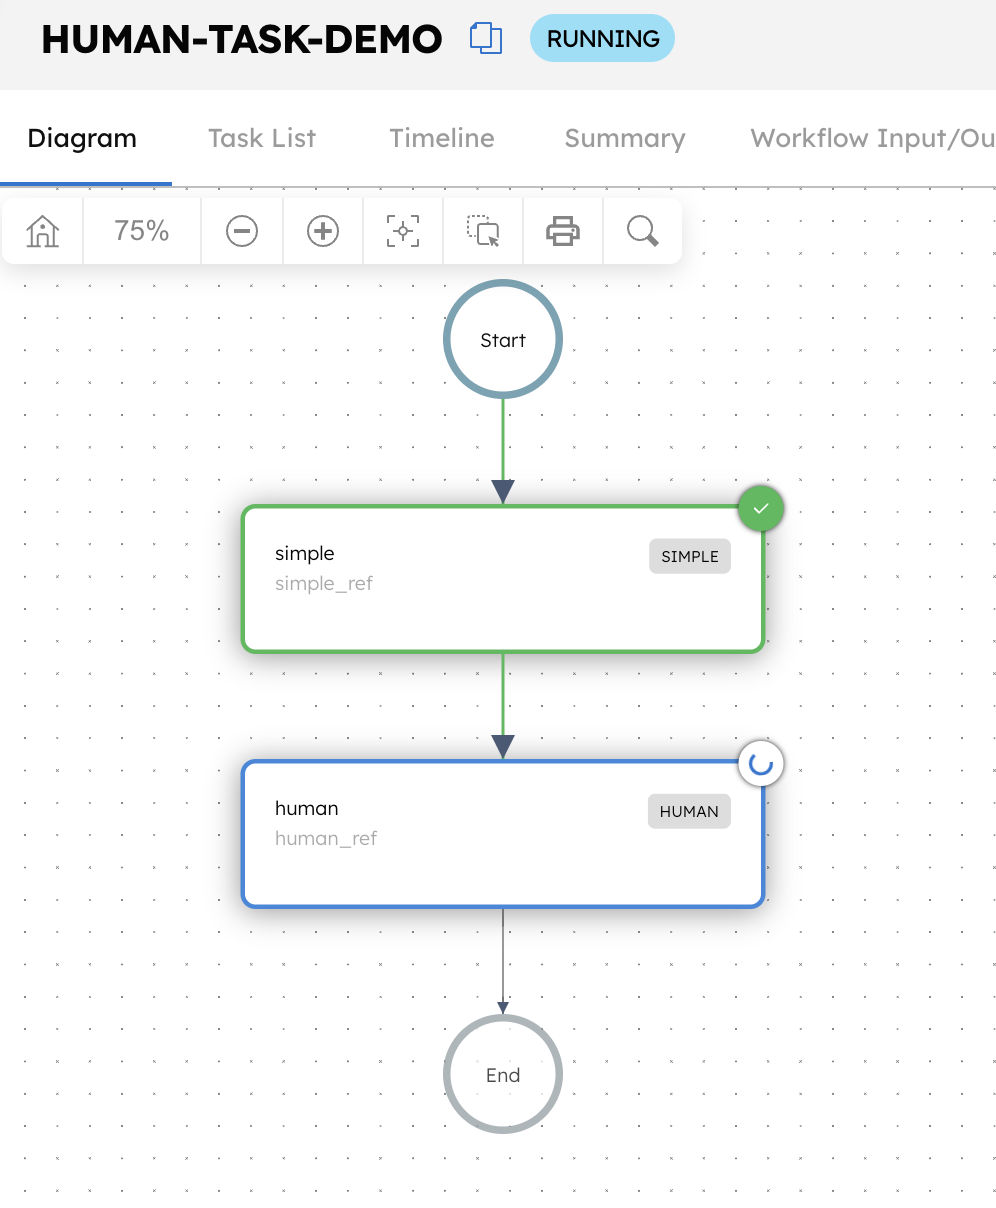 HUMAN-TASK-DEMO RUNNING
Diagram Task List Timeline Summary Workflow Input/Ou
75%
Start
simple SIMPLE
simple_ref
human HUMAN
human_ref
End